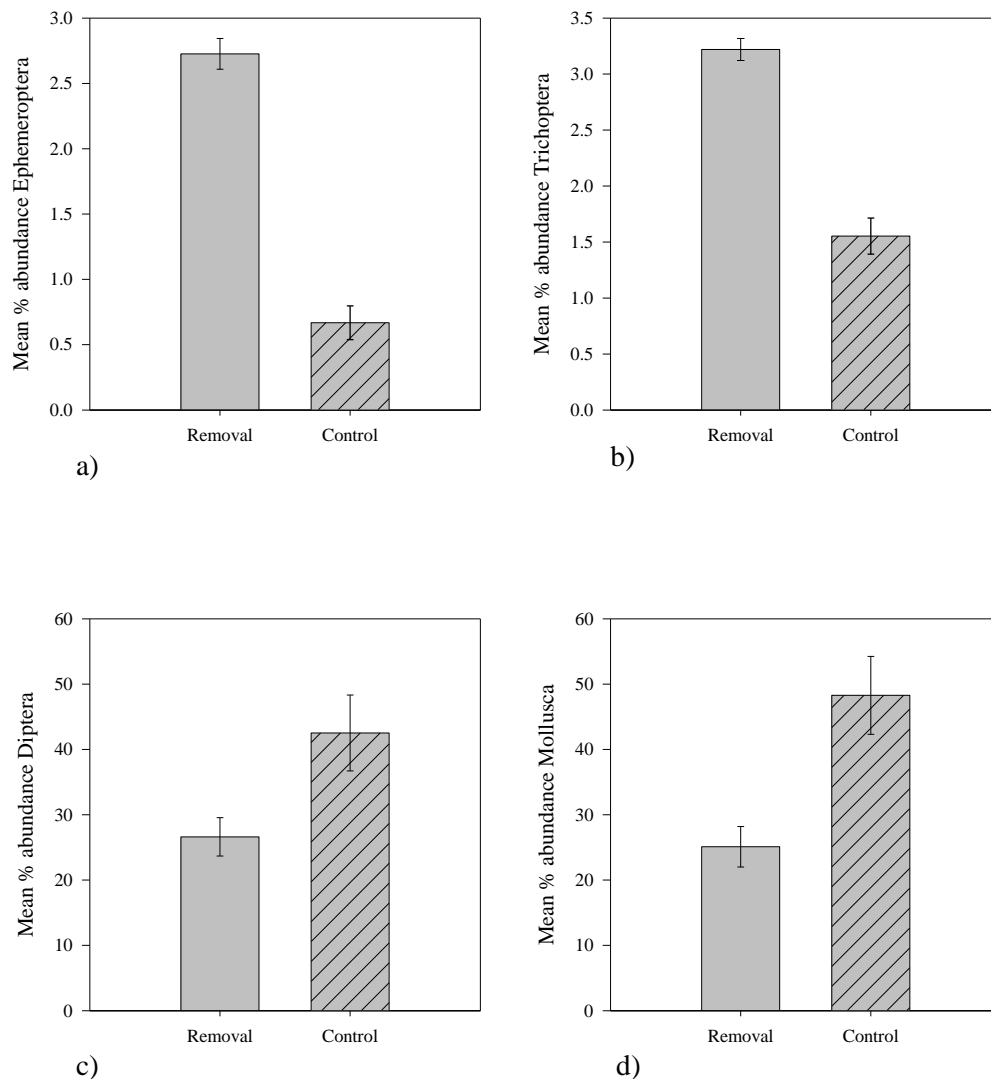 Mean % abundance Ephemeroptera
3.0
2.5
2.0
1.5
1.0
0.5
0.0
Removal Control
a)
Mean % abundance Trichoptera
3.5
3.0
2.5
2.0
1.5
1.0
0.5
0.0
Removal Control
b)
Mean % abundance Diptera
60
50
40
30
20
10
0
Removal Control
c)
Mean % abundance Mollusca
60
50
40
30
20
10
0
Removal Control
d)